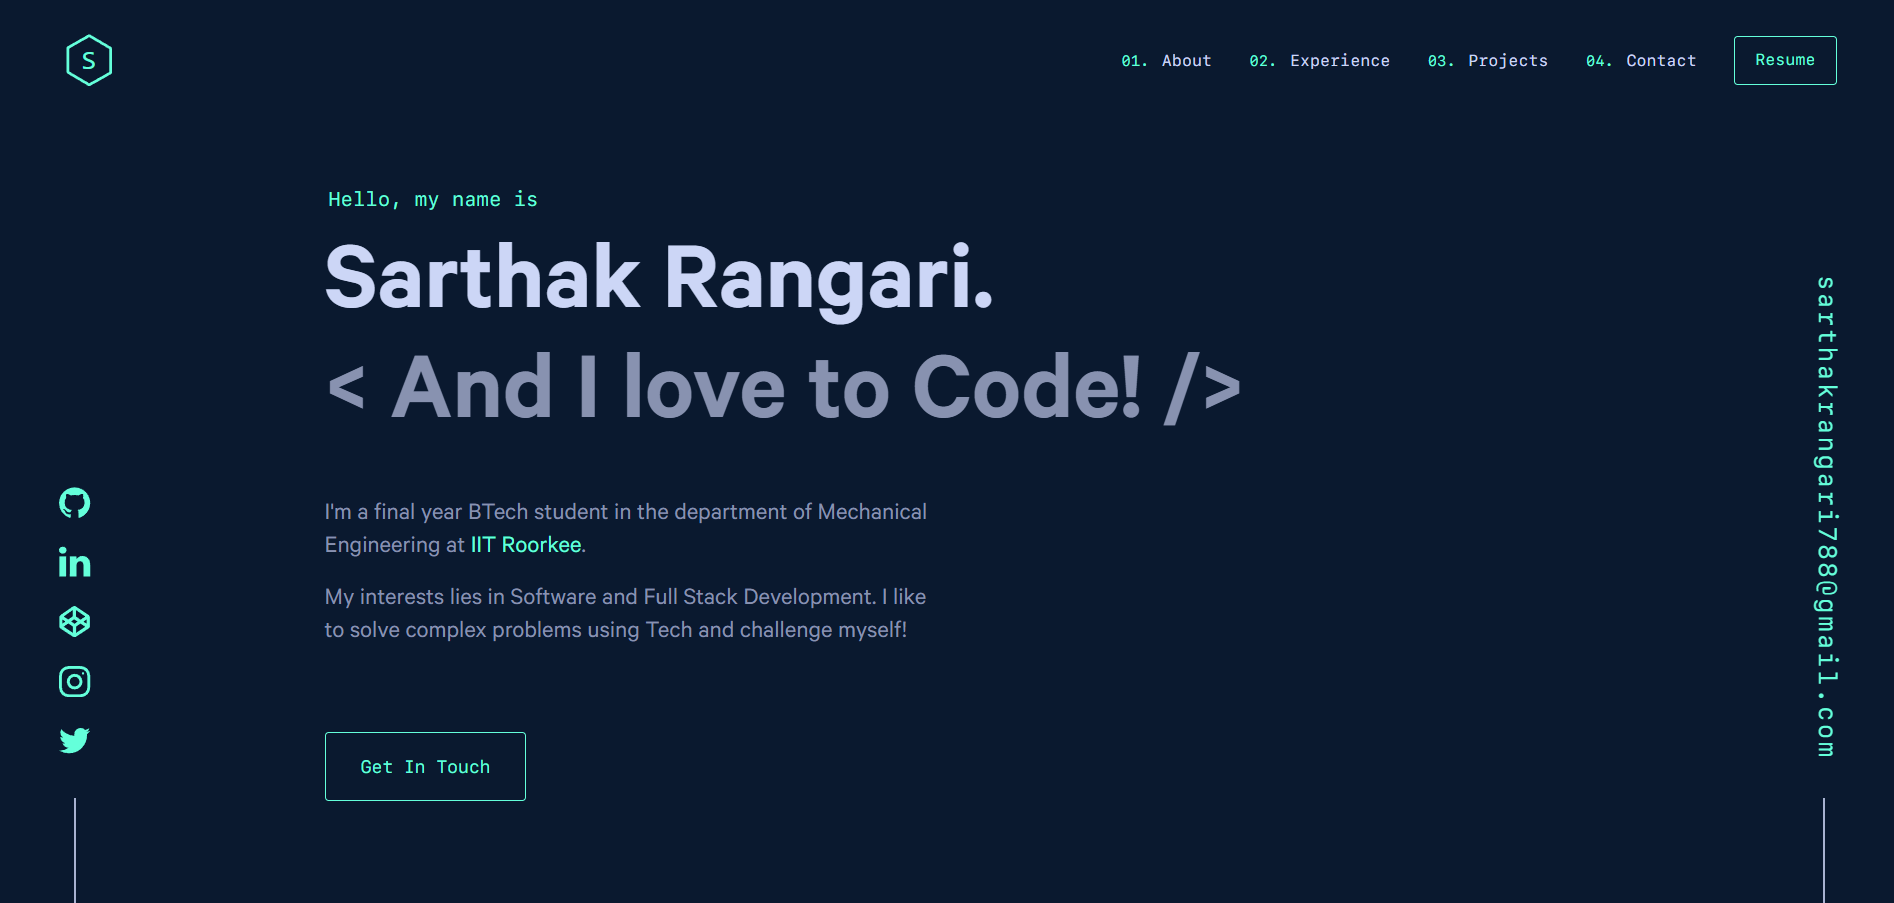 S
01. About 02. Experience 03. Projects 04. Contact Resume
Hello, my name is
Sarthak Rangari.
< And I love to Code! />
I'm a final year BTech student in the department of Mechanical
Engineering at IIT Roorkee.
My interests lies in Software and Full Stack Development. I like
to solve complex problems using Tech and challenge myself!
Get In Touch
in
sarthakrangari788@gmail.com